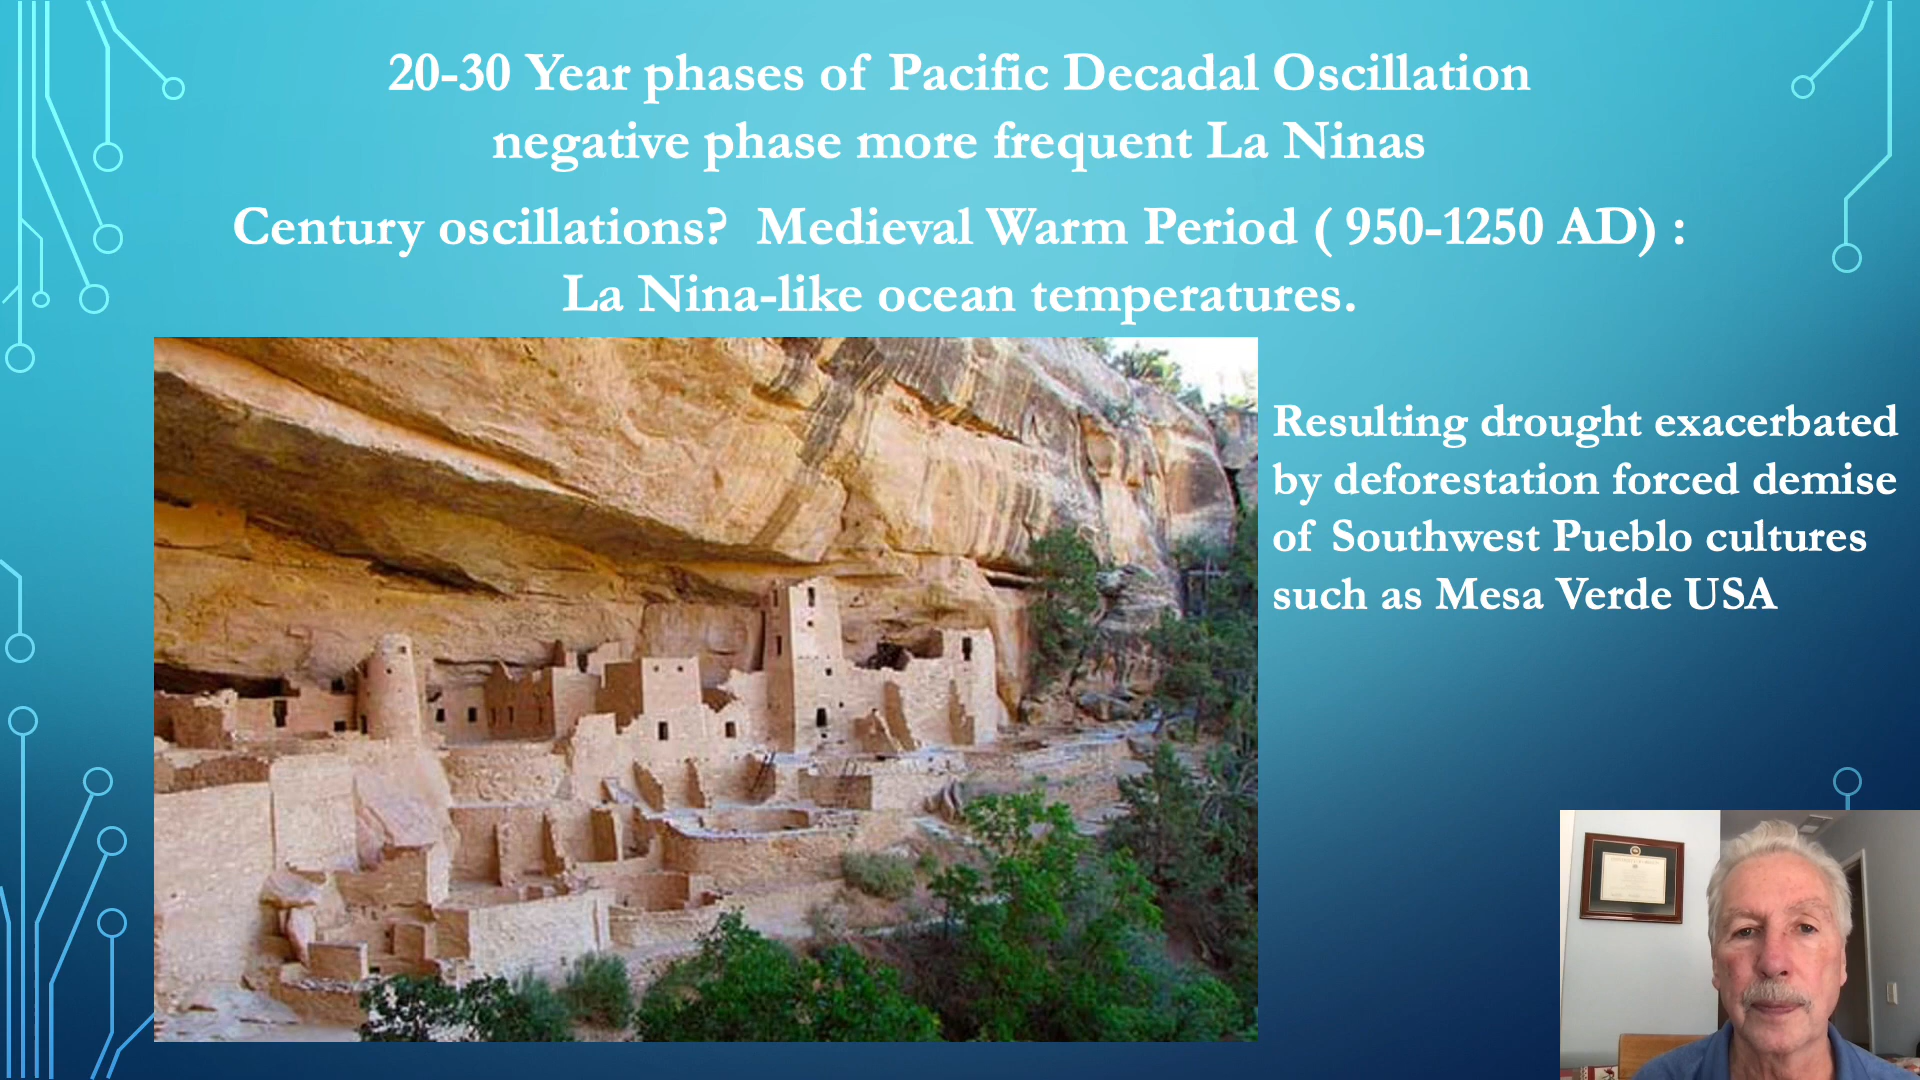 20-30 Year phases of Pacific Decadal Oscillation
negative phase more frequent La Ninas
Century oscillations? Medieval Warm Period ( 950-1250 AD) :
La Nina-like ocean temperatures.
Resulting drought exacerbated
by deforestation forced demise
of Southwest Pueblo cultures
such as Mesa Verde USA